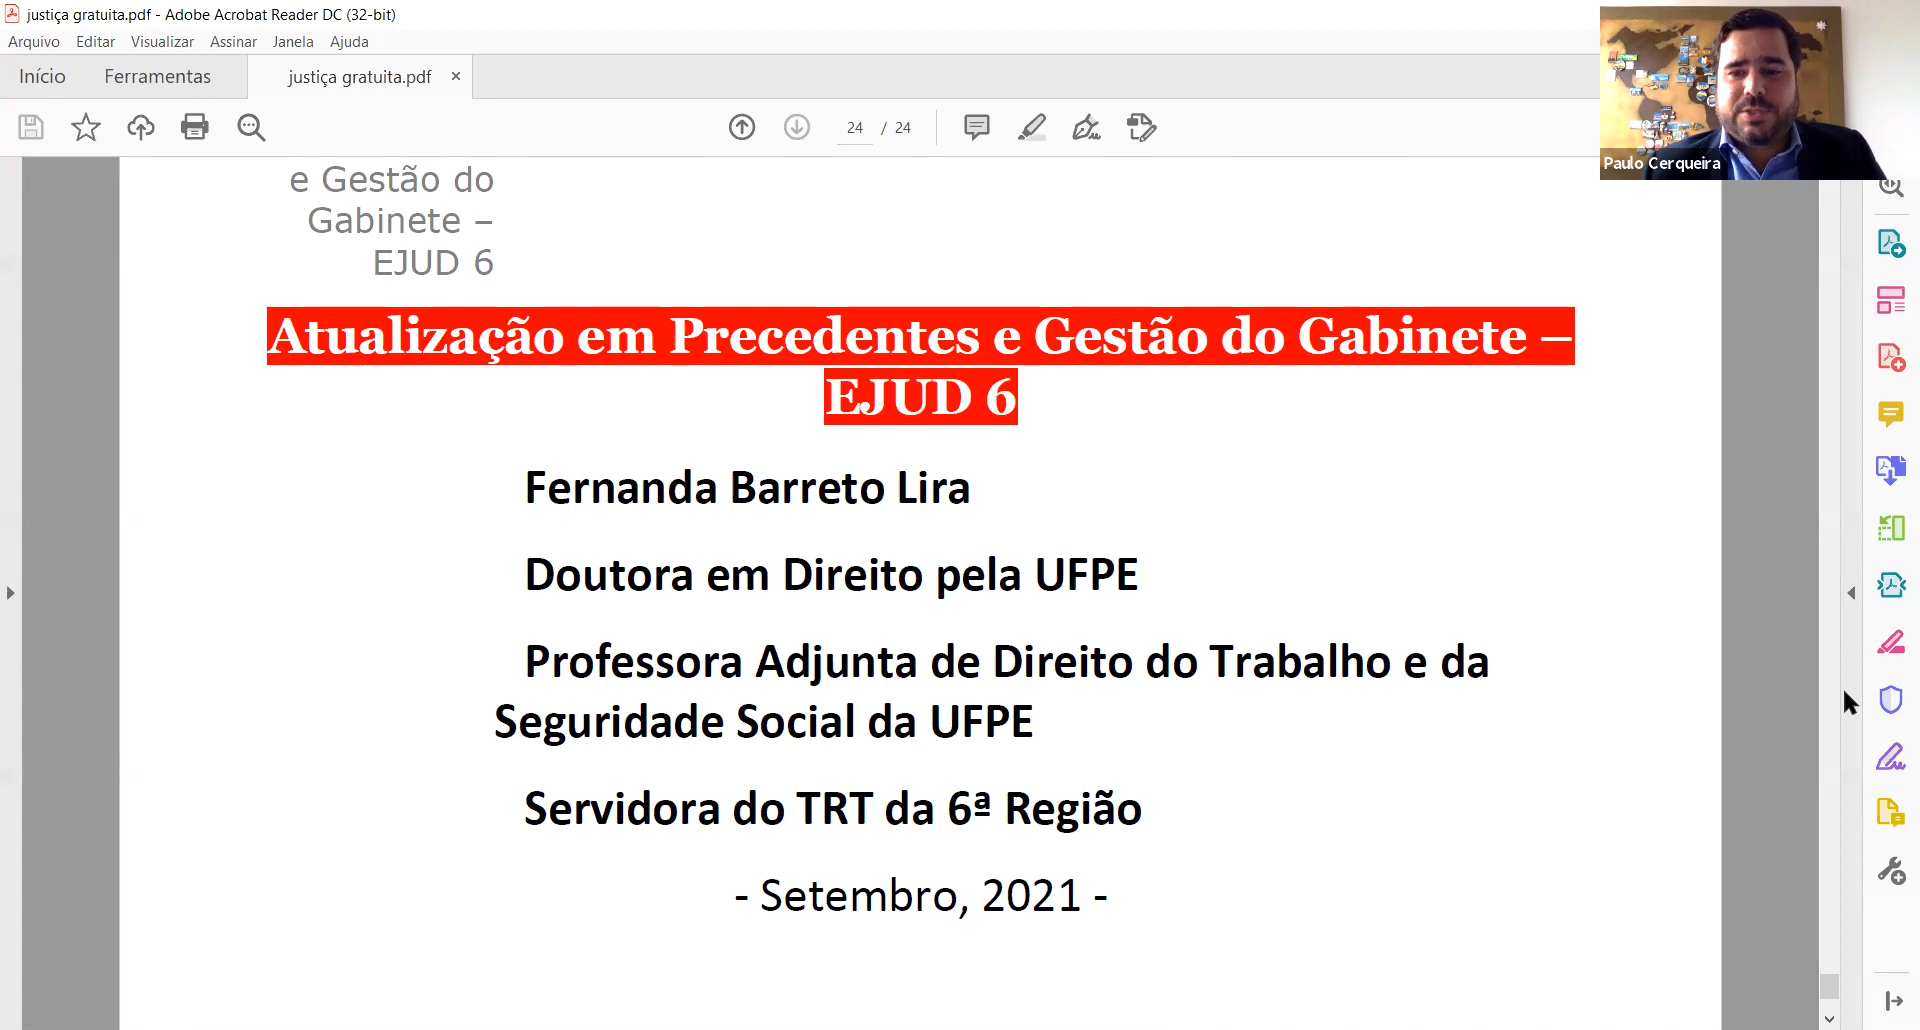 justiça gratuita.pdf - Adobe Acrobat Reader DC (32-bit)
Arquivo Editar Visualizar Assinar Janela Ajuda
Início Ferramentas justiça gratuita.pdf ×
24 / 24
Paulo Cerqueira
e Gestão do
Gabinete –
EJUD 6
Atualização em Precedentes e Gestão do Gabinete –
EJUD 6
Fernanda Barreto Lira
Doutora em Direito pela UFPE
Professora Adjunta de Direito do Trabalho e da
Seguridade Social da UFPE
Servidora do TRT da 6ª Região
- Setembro, 2021 -